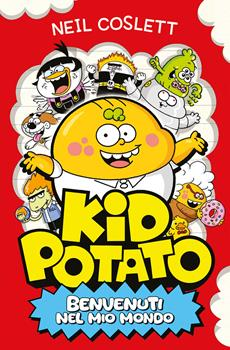 NEIL COSLETT
KiD
POTATO
BENVENUTI
NEL MIO MONDO